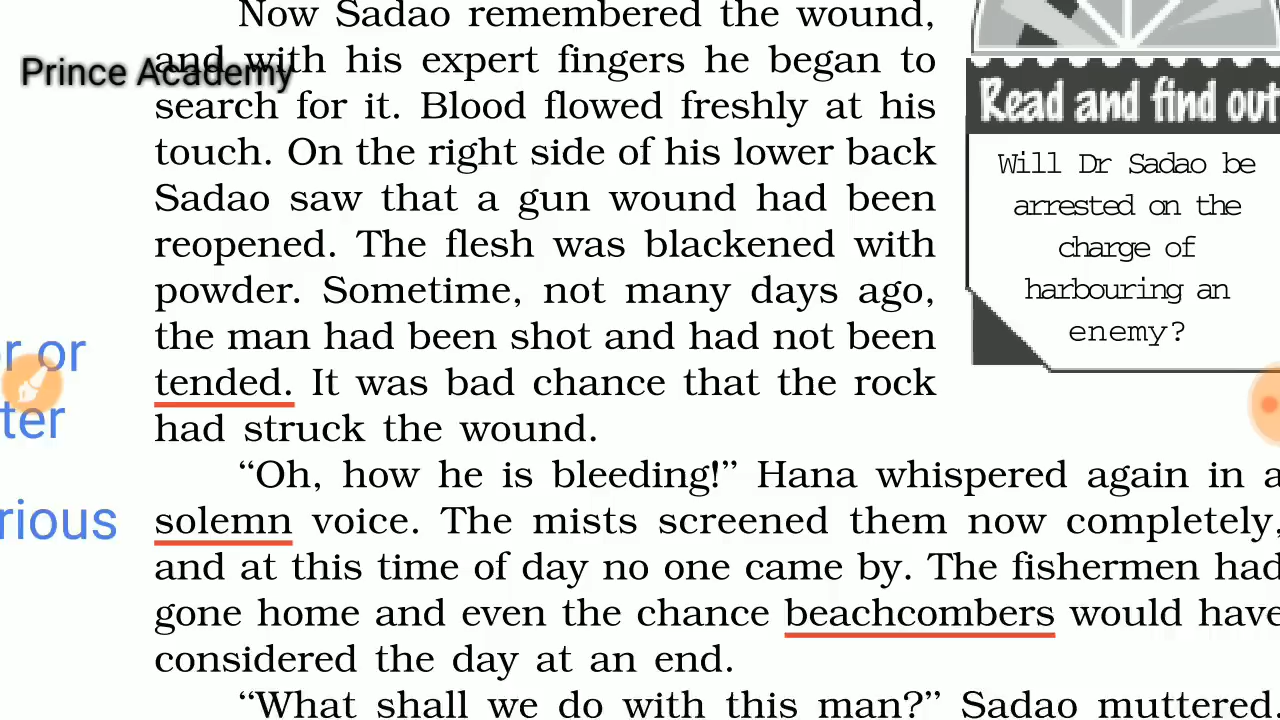 Now Sadao remembered the wound,
Prince Academy
and with his expert fingers he began to
search for it. Blood flowed freshly at his
touch. On the right side of his lower back
Sadao saw that a gun wound had been
reopened. The flesh was blackened with
powder. Sometime, not many days ago,
the man had been shot and had not been
tended. It was bad chance that the rock
had struck the wound.
Read and find out
Will Dr Sadao be
arrested on the
charge of
harbouring an
enemy?
or
“Oh, how he is bleeding!” Hana whispered again in a
solemn voice. The mists screened them now completely,
and at this time of day no one came by. The fishermen had
gone home and even the chance beachcombers would have
considered the day at an end.
“What shall we do with this man?” Sadao muttered.